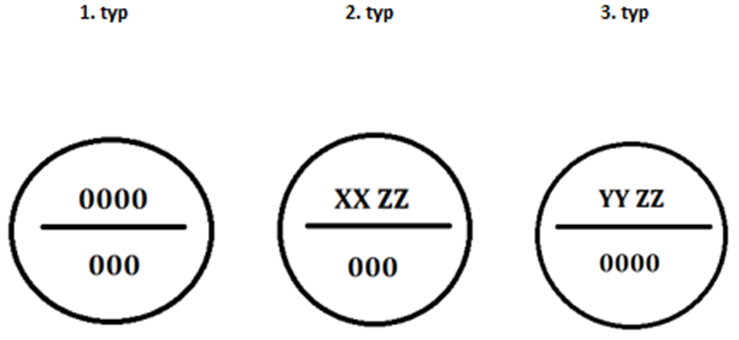 1. typ 2. typ 3. typ
0000 XX ZZ YY ZZ
000 000 0000